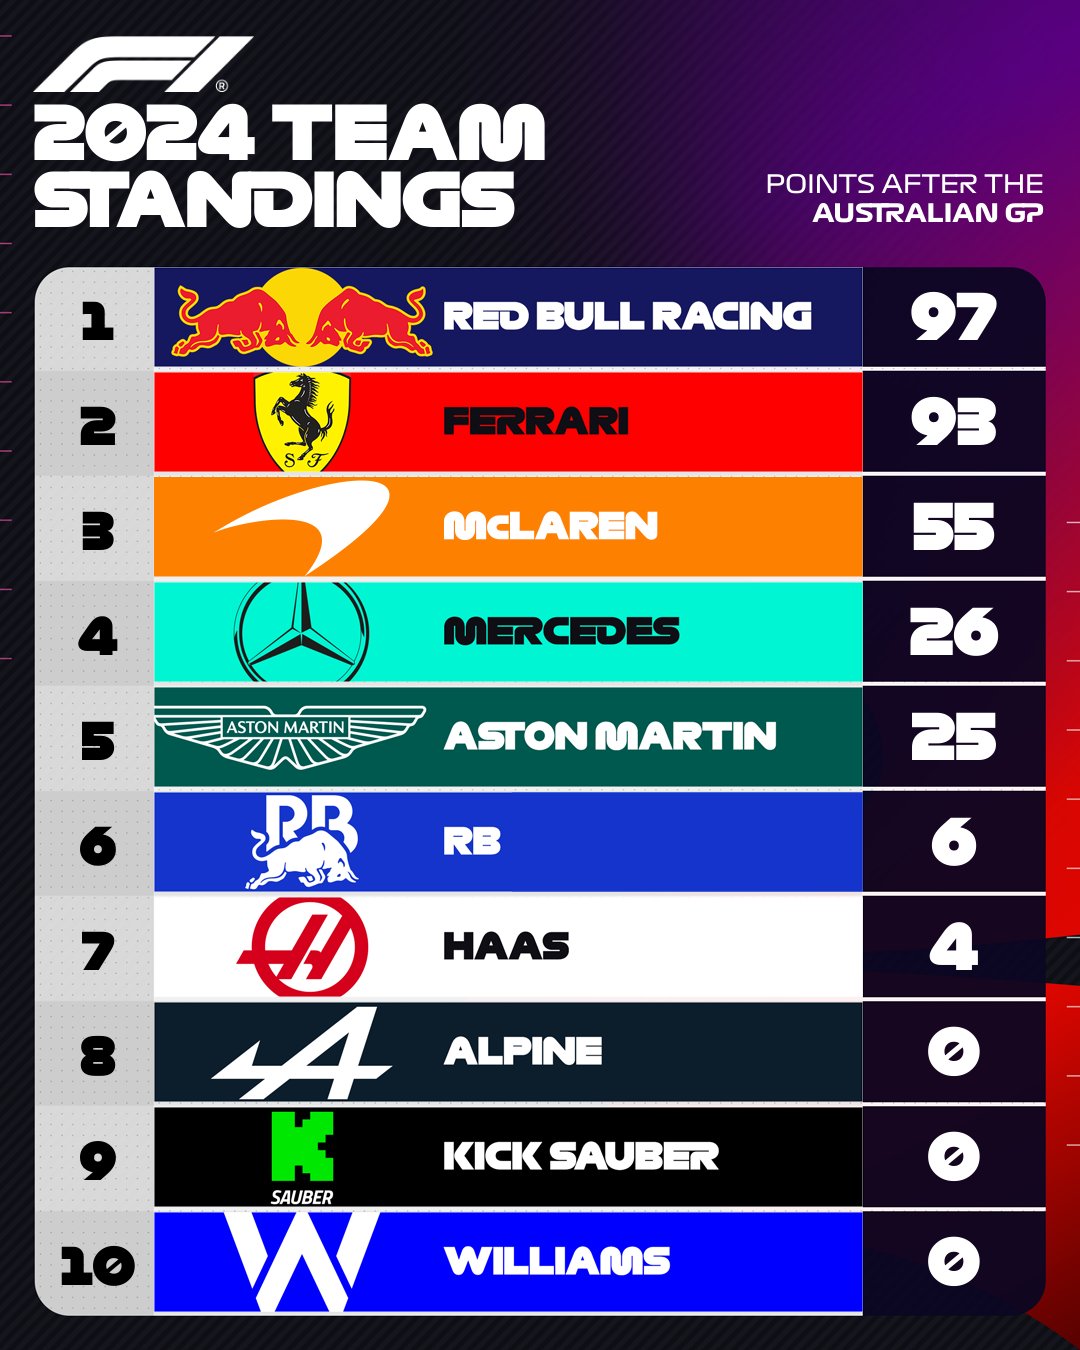 F1®
2024 TEAM
STANDINGS
POINTS AFTER THE
AUSTRALIAN GP
1 RED BULL RACING 97
2 S F FERRARI 93
3 McLAREN 55
4 MERCEDES 26
5 ASTON MARTIN ASTON MARTIN 25
6 RB RB 6
7 H HAAS 4
8 A ALPINE 0
9 K SAUBER KICK SAUBER 0
10 W WILLIAMS 0